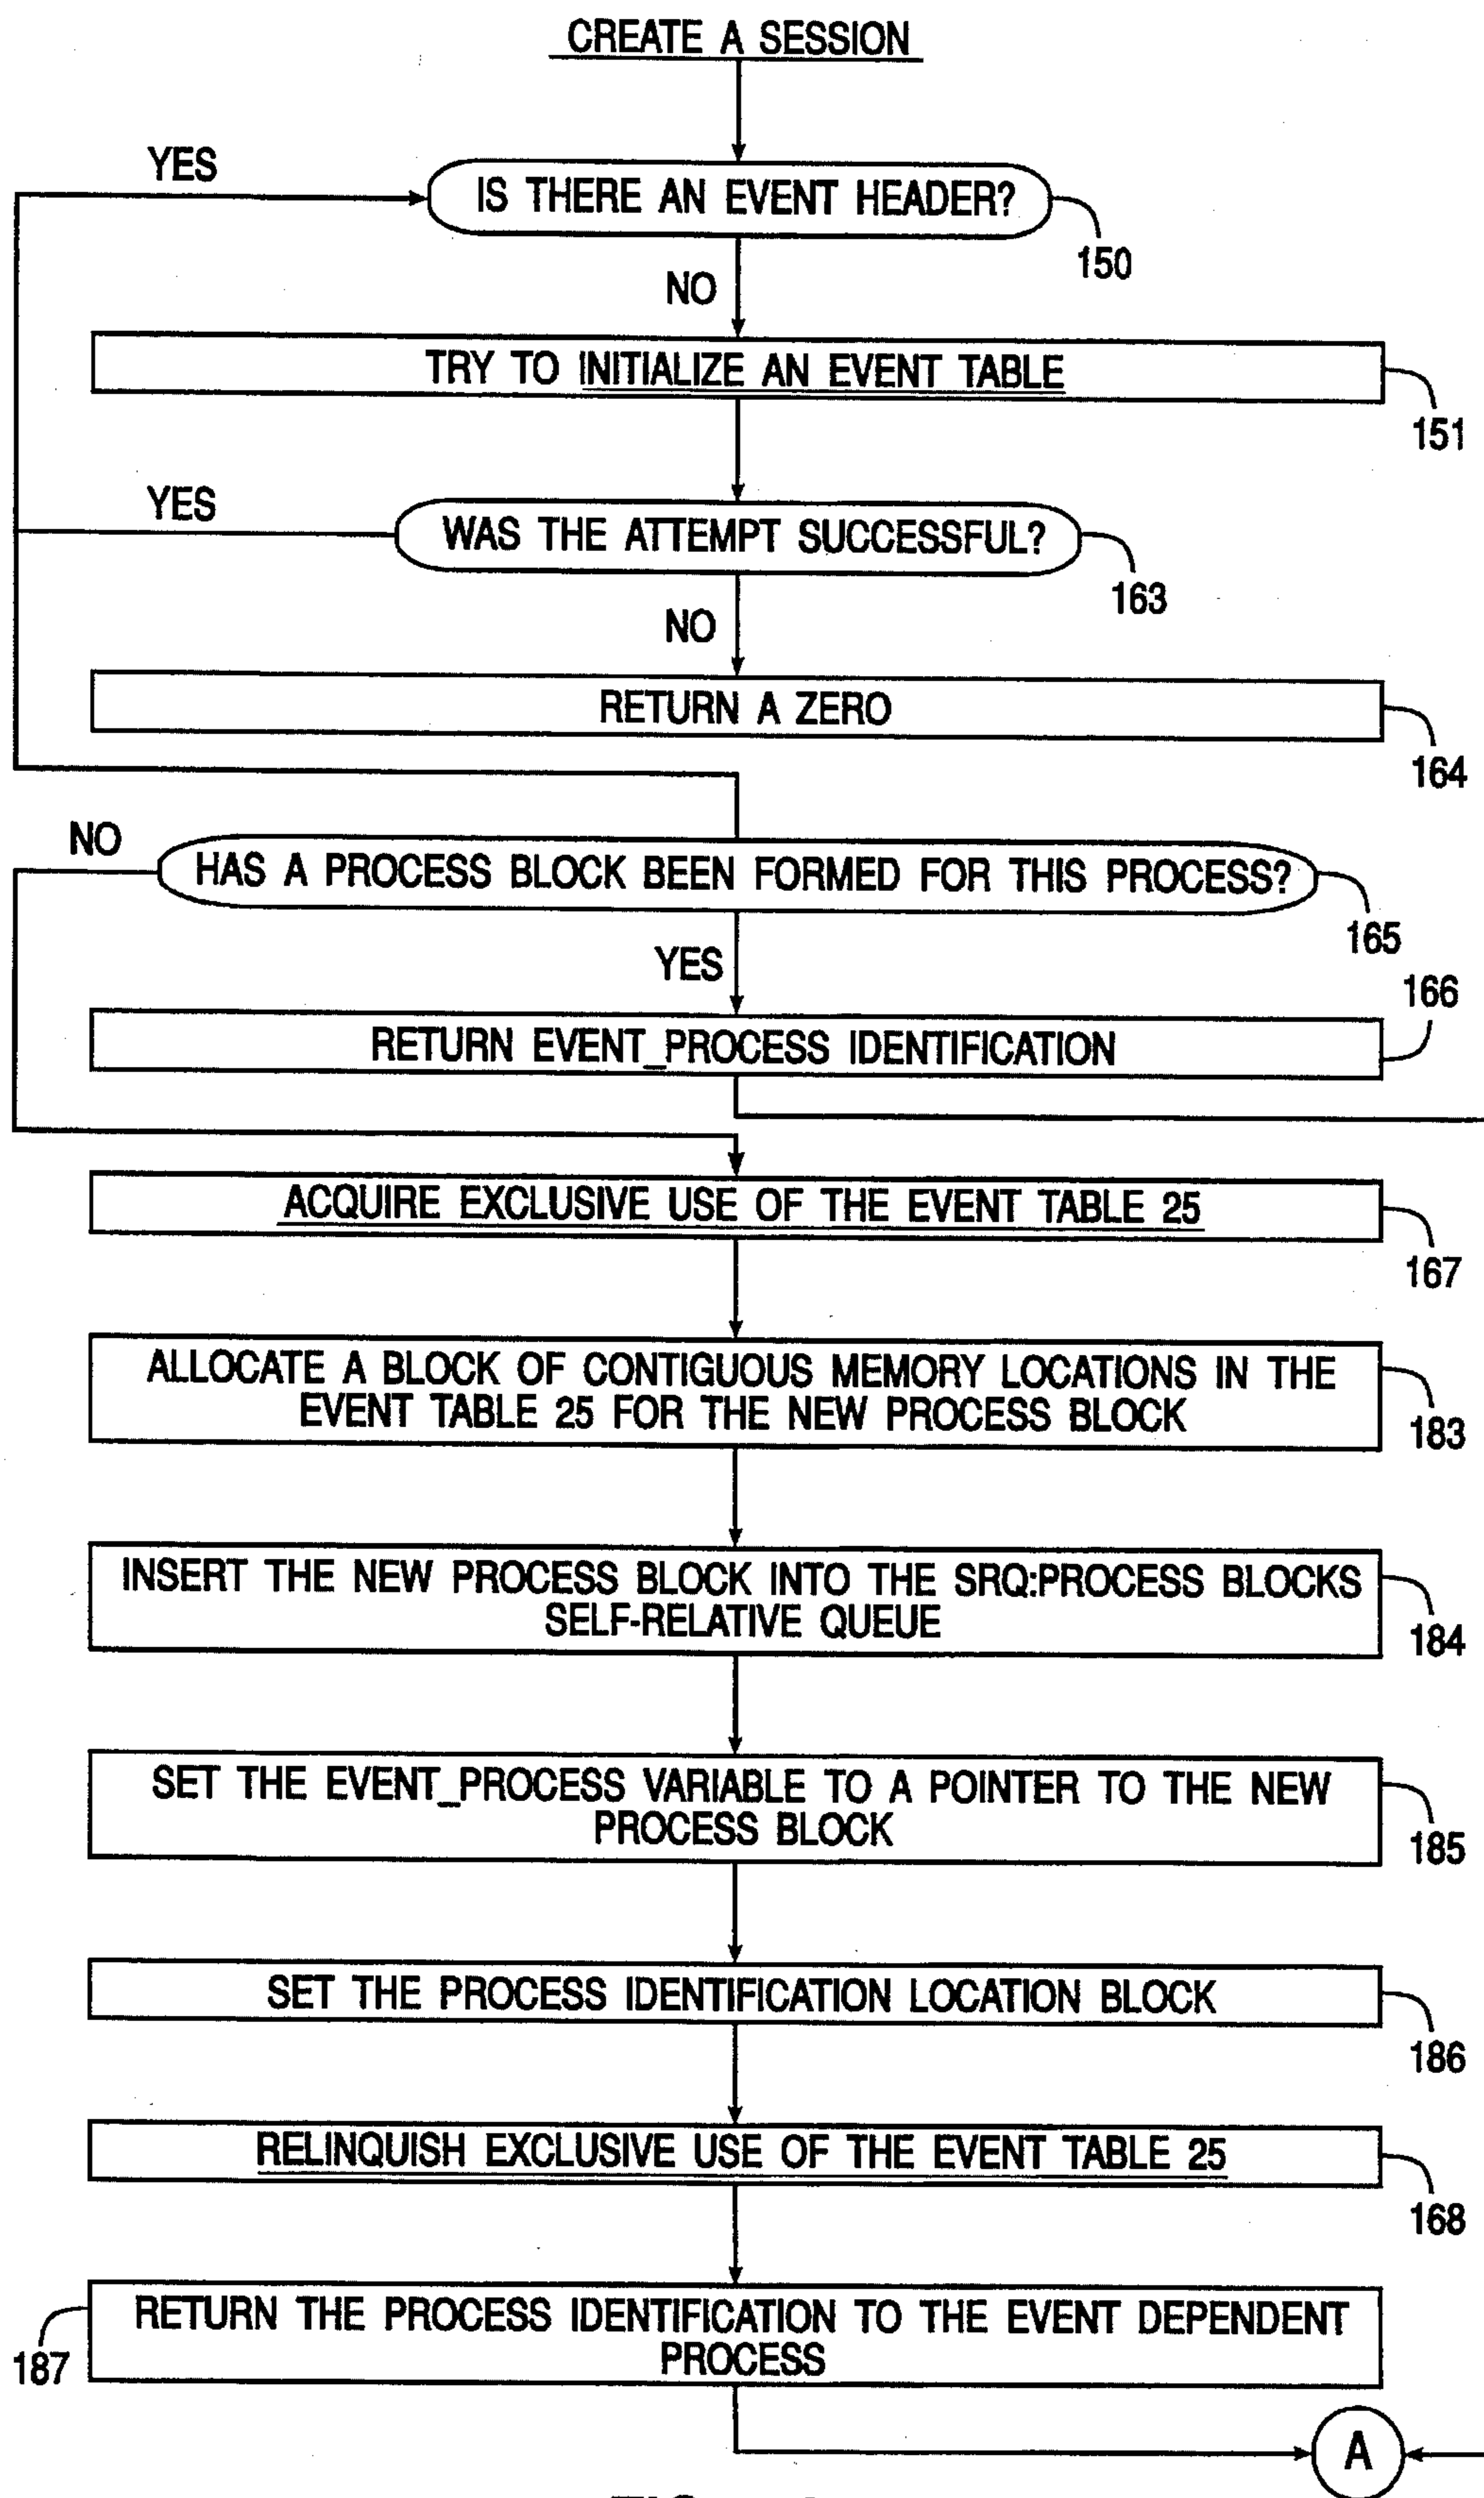 CREATE A SESSION
YES
IS THERE AN EVENT HEADER?
150
NO
TRY TO INITIALIZE AN EVENT TABLE
151
YES
WAS THE ATTEMPT SUCCESSFUL?
163
NO
RETURN A ZERO
164
NO
HAS A PROCESS BLOCK BEEN FORMED FOR THIS PROCESS?
165
YES
166
RETURN EVENT_PROCESS IDENTIFICATION
ACQUIRE EXCLUSIVE USE OF THE EVENT TABLE 25
167
ALLOCATE A BLOCK OF CONTIGUOUS MEMORY LOCATIONS IN THE
EVENT TABLE 25 FOR THE NEW PROCESS BLOCK
183
INSERT THE NEW PROCESS BLOCK INTO THE SRQ:PROCESS BLOCKS
SELF-RELATIVE QUEUE
184
SET THE EVENT_PROCESS VARIABLE TO A POINTER TO THE NEW
PROCESS BLOCK
185
SET THE PROCESS IDENTIFICATION LOCATION BLOCK
186
RELINQUISH EXCLUSIVE USE OF THE EVENT TABLE 25
168
RETURN THE PROCESS IDENTIFICATION TO THE EVENT DEPENDENT
PROCESS
187
A